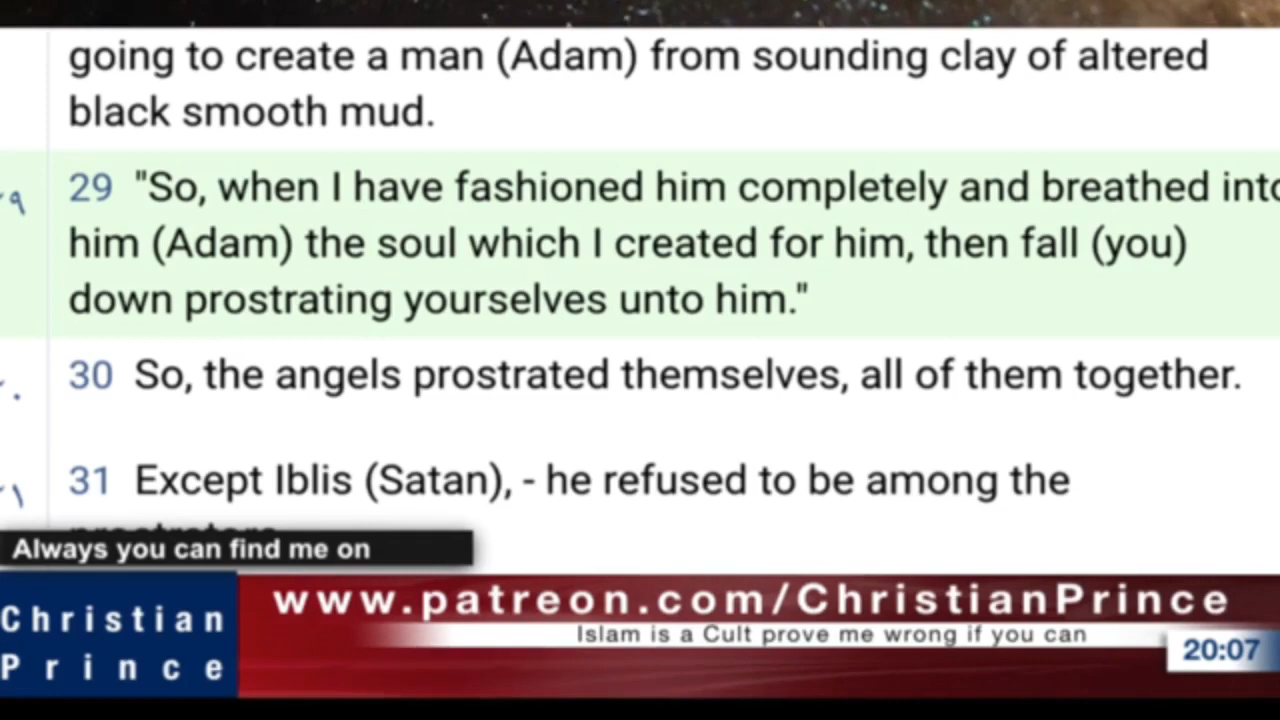 going to create a man (Adam) from sounding clay of altered
black smooth mud.
29 "So, when I have fashioned him completely and breathed into
him (Adam) the soul which I created for him, then fall (you)
down prostrating yourselves unto him."
30 So, the angels prostrated themselves, all of them together.
31 Except Iblis (Satan), - he refused to be among the
Always you can find me on
www.patreon.com/ChristianPrince
Christian
Prince
Islam is a Cult prove me wrong if you can
20:07